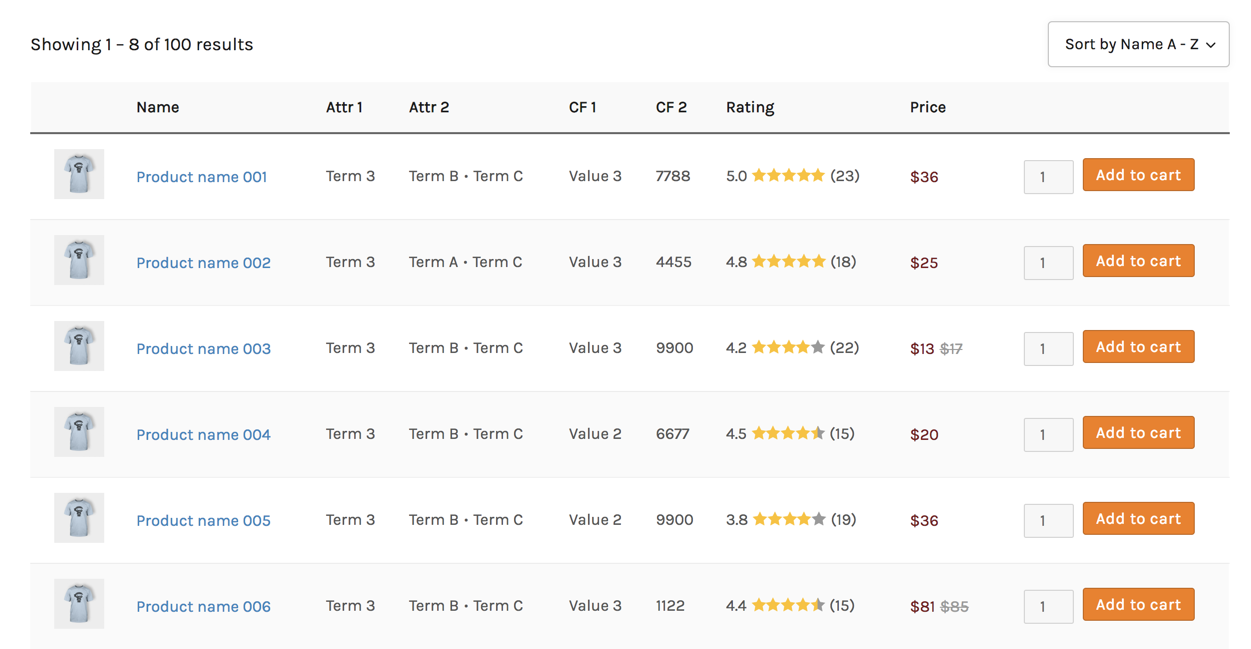 Showing 1 – 8 of 100 results
Sort by Name A - Z
Name Attr 1 Attr 2 CF 1 CF 2 Rating Price
Product name 001 Term 3 Term B • Term C Value 3 7788 5.0 (23) $36 1 Add to cart
Product name 002 Term 3 Term A • Term C Value 3 4455 4.8 (18) $25 1 Add to cart
Product name 003 Term 3 Term B • Term C Value 3 9900 4.2 (22) $13 $17 1 Add to cart
Product name 004 Term 3 Term B • Term C Value 2 6677 4.5 (15) $20 1 Add to cart
Product name 005 Term 3 Term B • Term C Value 2 9900 3.8 (19) $36 1 Add to cart
Product name 006 Term 3 Term B • Term C Value 3 1122 4.4 (15) $81 $85 1 Add to cart